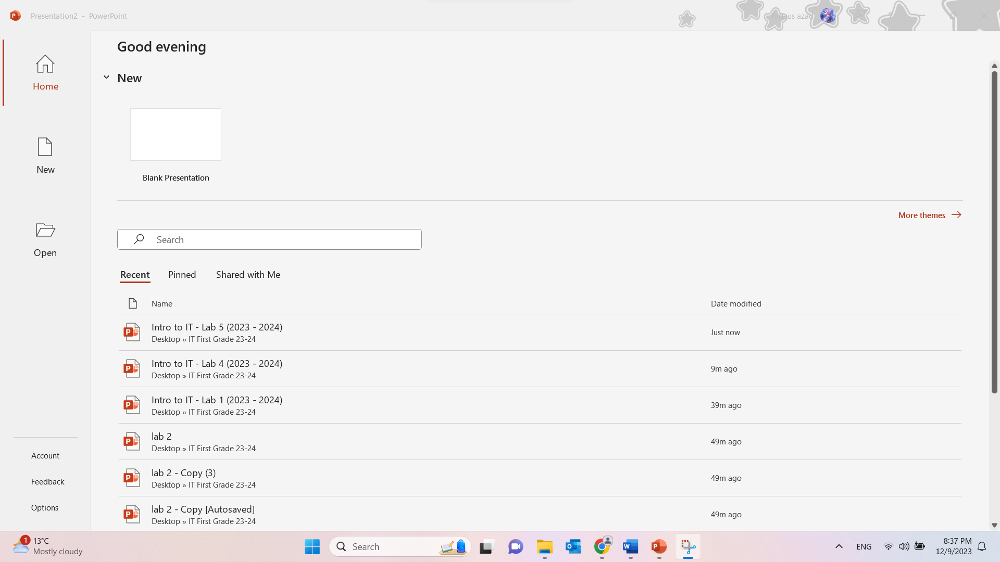 Presentation2 - PowerPoint
firdaus azad
Good evening
New
Blank Presentation
More themes
Search
Recent Pinned Shared with Me
Name Date modified
Intro to IT - Lab 5 (2023 - 2024)
Desktop » IT First Grade 23-24
Just now
Intro to IT - Lab 4 (2023 - 2024)
Desktop » IT First Grade 23-24
9m ago
Intro to IT - Lab 1 (2023 - 2024)
Desktop » IT First Grade 23-24
39m ago
lab 2
Desktop » IT First Grade 23-24
49m ago
lab 2 - Copy (3)
Desktop » IT First Grade 23-24
49m ago
lab 2 - Copy [Autosaved]
Desktop » IT First Grade 23-24
49m ago
Home
New
Open
Account
Feedback
Options
1
13°C
Mostly cloudy
Search
ENG
8:37 PM
12/9/2023